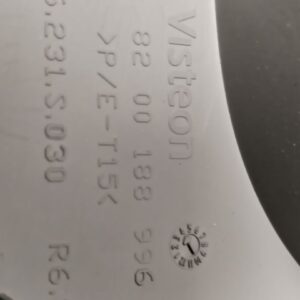 Visteon
82 00 188 996
>P/E-T15<
6.231.S.030 R6.